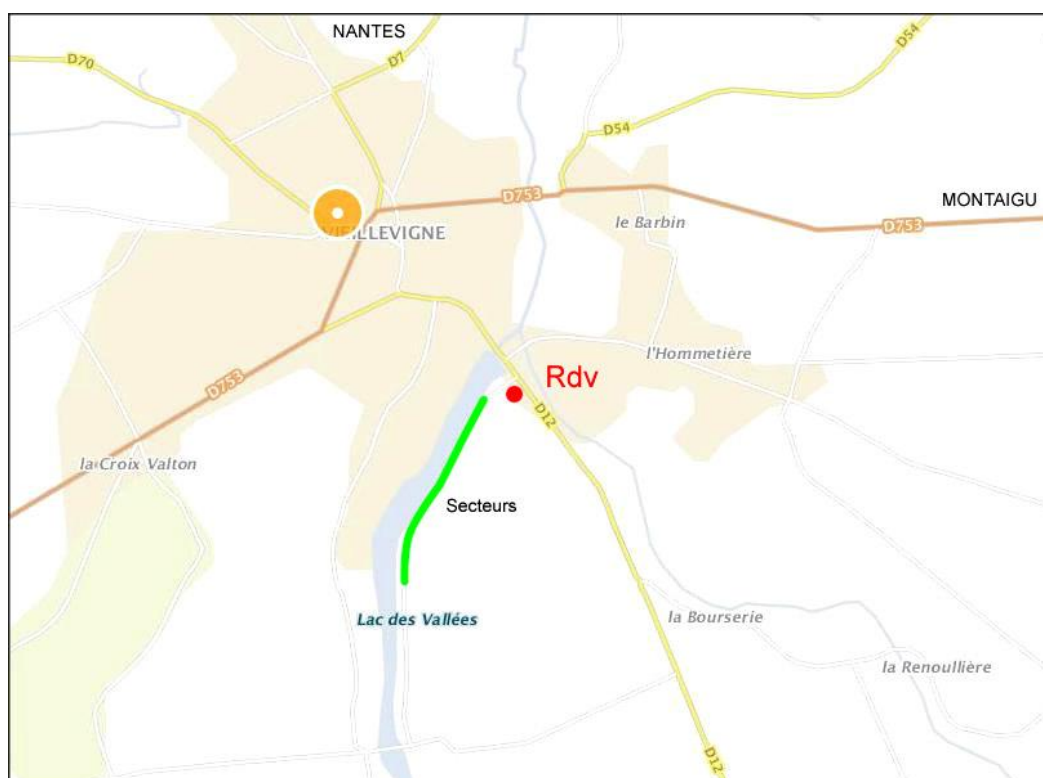 NANTES
D54
D70
D7
D54
D753
MONTAIGU
le Barbin
D753
VIEILLEVIGNE
l'Hommetière
Rdv
D753
D12
la Croix Valton
Secteurs
Lac des Vallées
la Bourserie
la Renoullière
D12